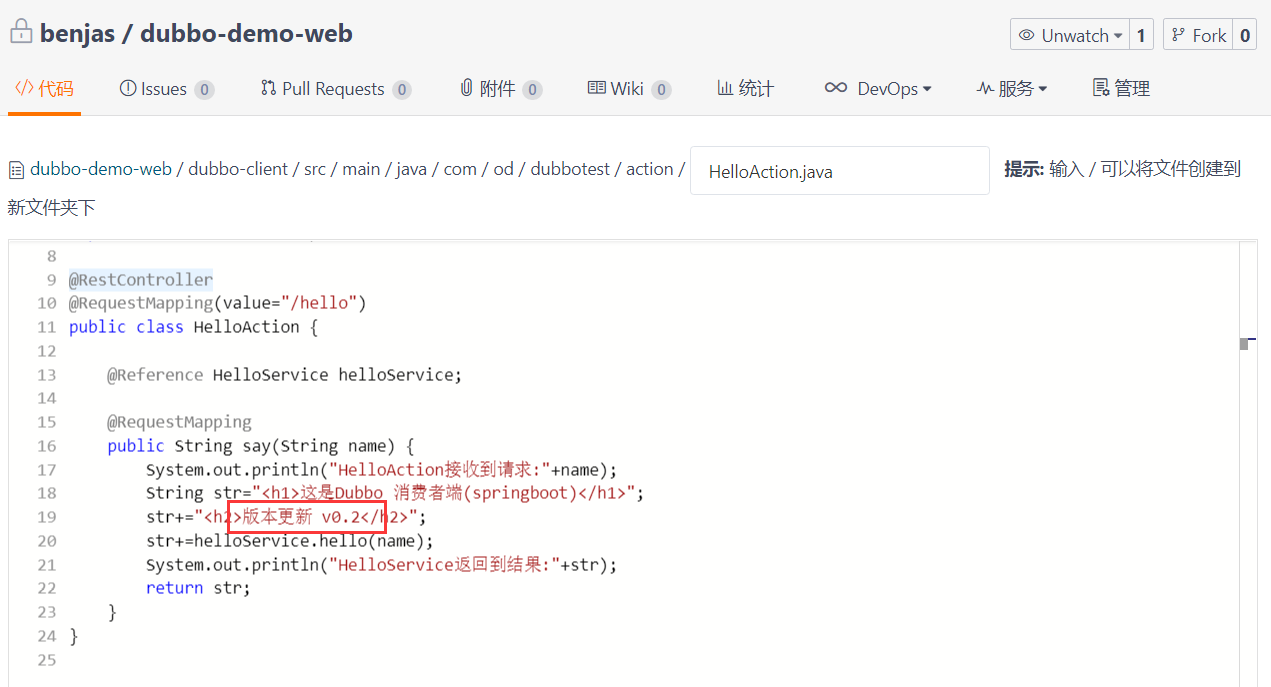 benjas / dubbo-demo-web
Unwatch 1 Fork 0
代码 Issues 0 Pull Requests 0 附件 0 Wiki 0 统计 DevOps 服务 管理
dubbo-demo-web / dubbo-client / src / main / java / com / od / dubbotest / action / HelloAction.java 提示: 输入 / 可以将文件创建到
新文件夹下
8
9 @RestController
10 @RequestMapping(value="/hello")
11 public class HelloAction {
12
13 @Reference HelloService helloService;
14
15 @RequestMapping
16 public String say(String name) {
17 System.out.println("HelloAction接收到请求:"+name);
18 String str="<h1>这是Dubbo 消费者端(springboot)</h1>";
19 str+="<h2>版本更新 v0.2</h2>";
20 str+=helloService.hello(name);
21 System.out.println("HelloService返回到结果:"+str);
22 return str;
23 }
24 }
25